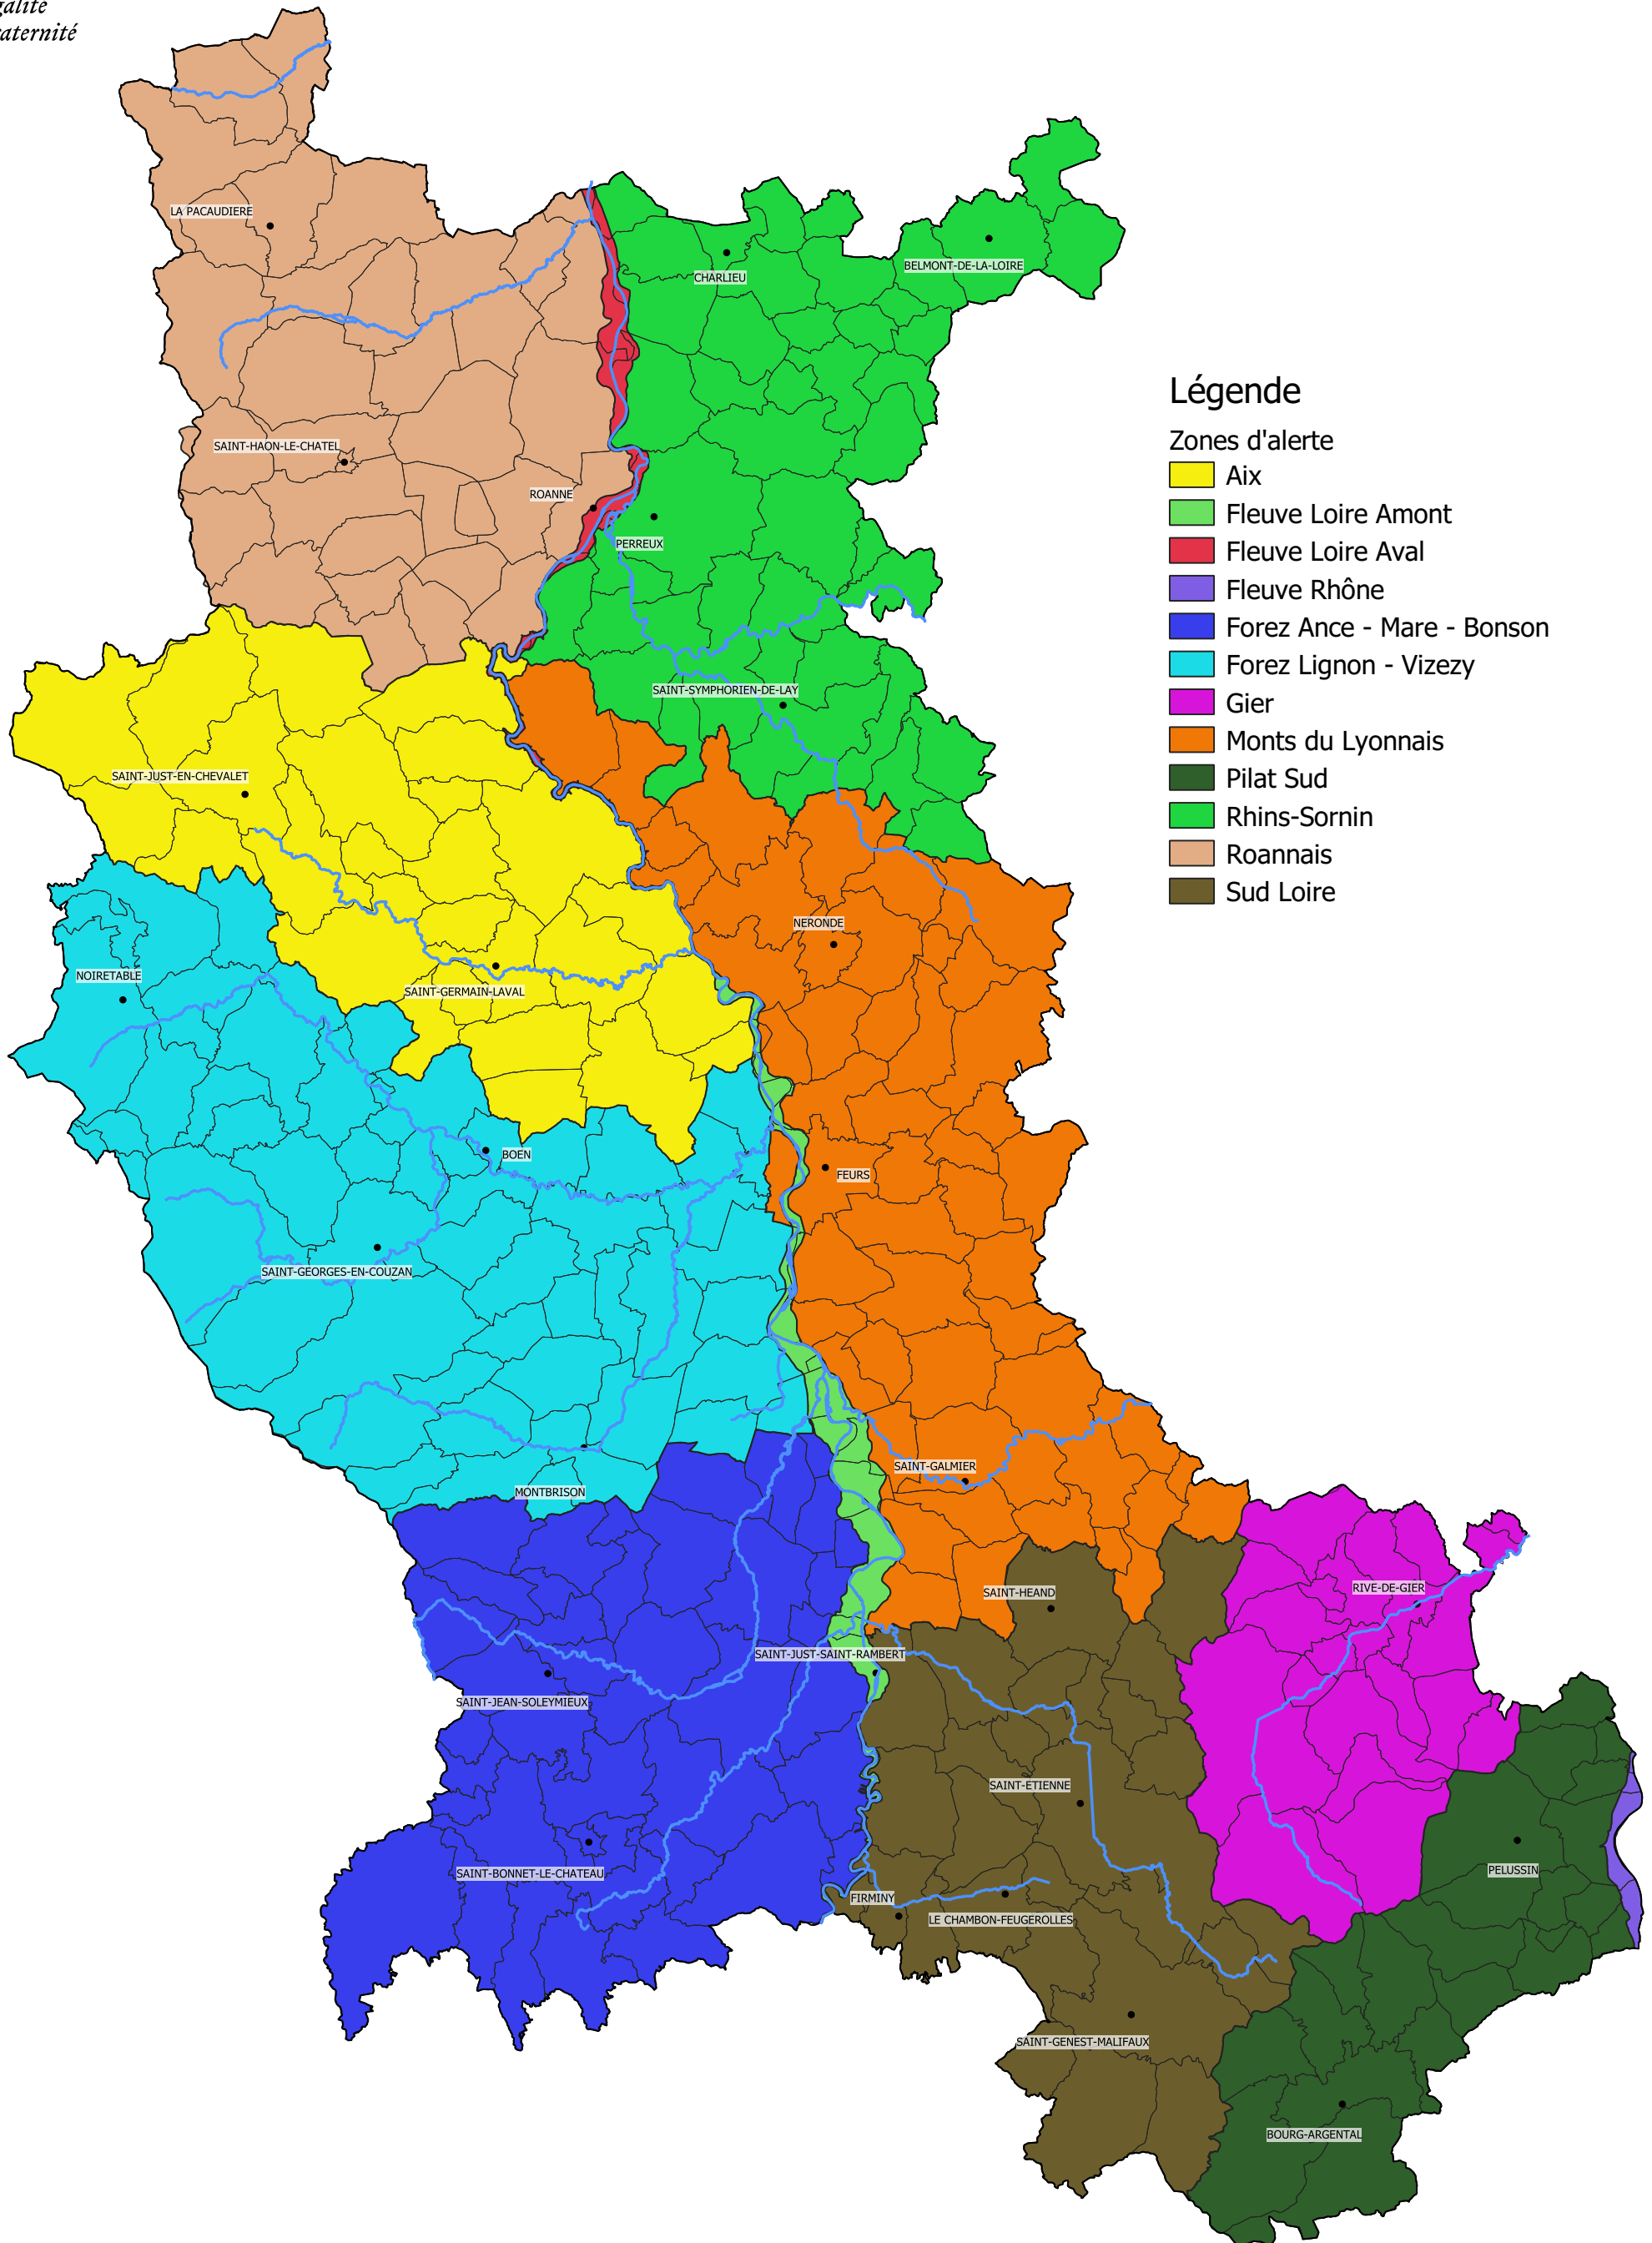 aternité
LA PACAUDIERE
CHARLIEU
BELMONT-DE-LA-LOIRE
SAINT-HAON-LE-CHATEL
ROANNE
PERREUX
SAINT-SYMPHORIEN-DE-LAY
SAINT-JUST-EN-CHEVALET
NERONDE
NOIRETABLE
SAINT-GERMAIN-LAVAL
BOEN
FEURS
SAINT-GEORGES-EN-COUZAN
SAINT-GALMIER
MONTBRISON
SAINT-HEAND
RIVE-DE-GIER
SAINT-JUST-SAINT-RAMBERT
SAINT-JEAN-SOLEYMIEUX
SAINT-ETIENNE
SAINT-BONNET-LE-CHATEAU
PELUSSIN
FIRMINY
LE CHAMBON-FEUGEROLLES
SAINT-GENEST-MALIFAUX
BOURG-ARGENTAL
Légende
Zones d'alerte
Aix
Fleuve Loire Amont
Fleuve Loire Aval
Fleuve Rhône
Forez Ance - Mare - Bonson
Forez Lignon - Vizezy
Gier
Monts du Lyonnais
Pilat Sud
Rhins-Sornin
Roannais
Sud Loire